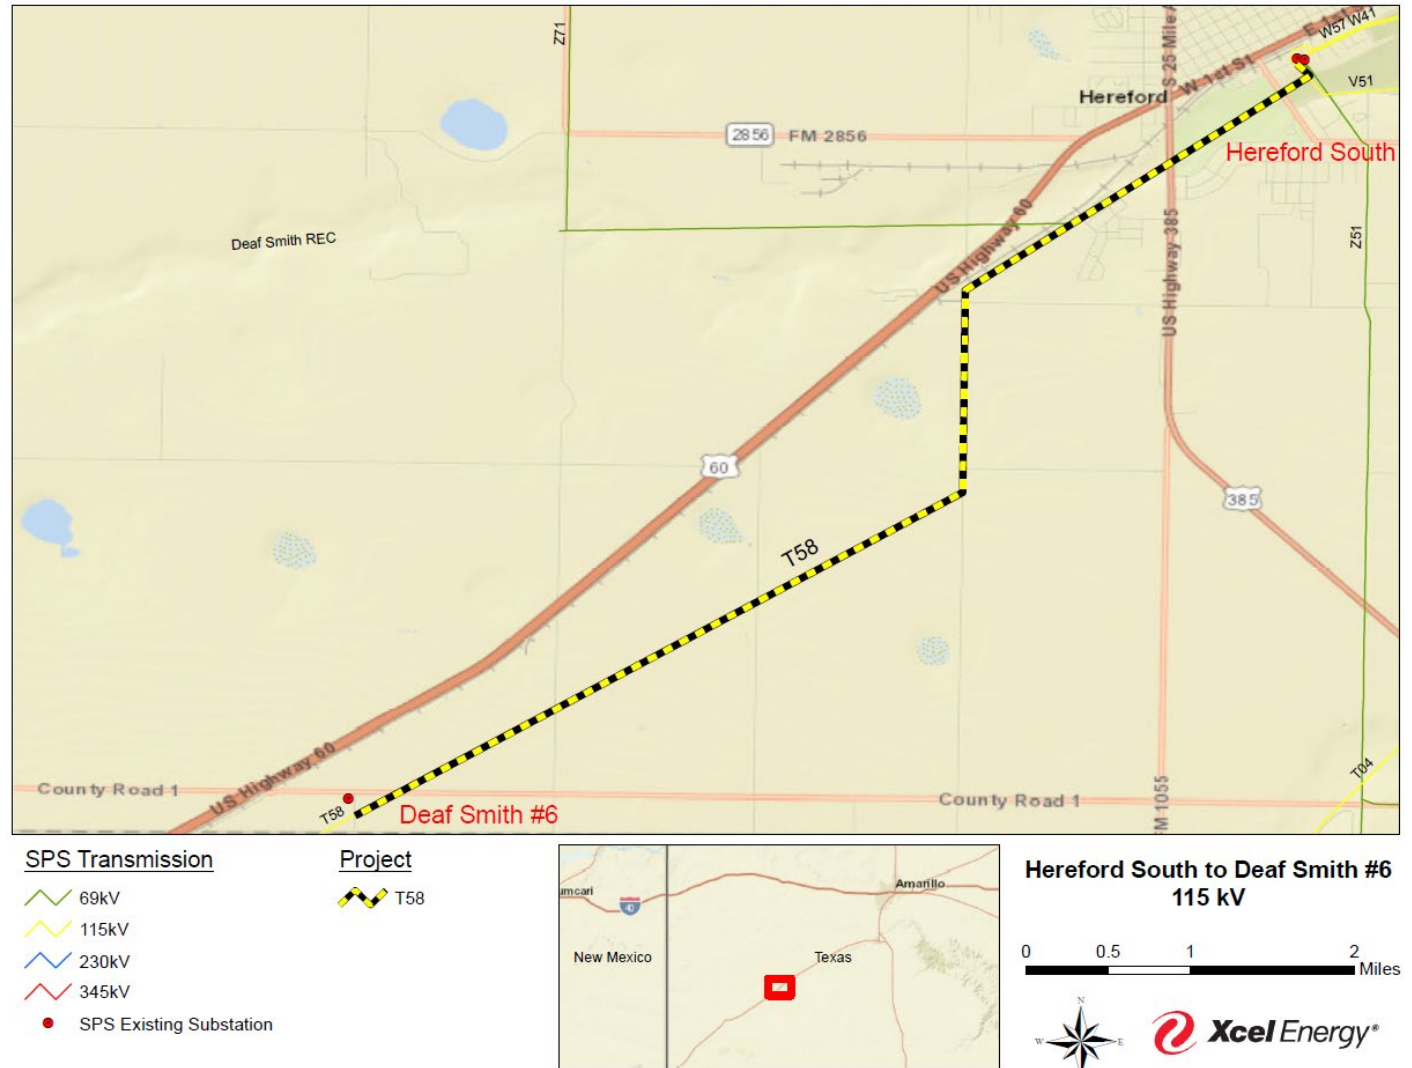 Z71
S 25 Mile A
E 1st S
W57 W41
W 1st St
V51
Hereford
2856 FM 2856
Hereford South
Deaf Smith REC
US Highway 60
Z51
US Highway 385
60
385
T58
T04
US Highway 60
County Road 1
T58
Deaf Smith #6
County Road 1
FM 1055
SPS Transmission
69kV
115kV
230kV
345kV
SPS Existing Substation
Project
T58
umcari
40
Amarillo
New Mexico
Texas
Hereford South to Deaf Smith #6
115 kV
0 0.5 1 2
Miles
N
W E
Xcel Energy®